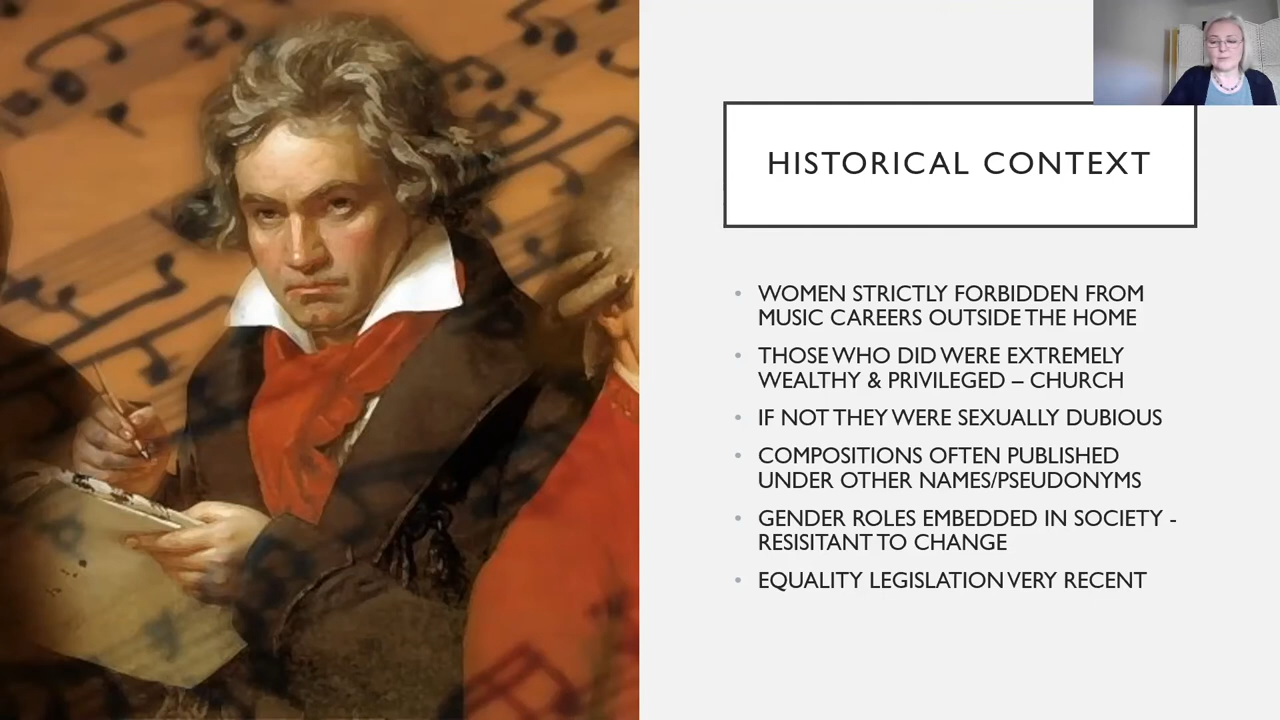 HISTORICAL CONTEXT
• WOMEN STRICTLY FORBIDDEN FROM
MUSIC CAREERS OUTSIDE THE HOME
• THOSE WHO DID WERE EXTREMELY
WEALTHY & PRIVILEGED – CHURCH
• IF NOT THEY WERE SEXUALLY DUBIOUS
• COMPOSITIONS OFTEN PUBLISHED
UNDER OTHER NAMES/PSEUDONYMS
• GENDER ROLES EMBEDDED IN SOCIETY -
RESISITANT TO CHANGE
• EQUALITY LEGISLATION VERY RECENT